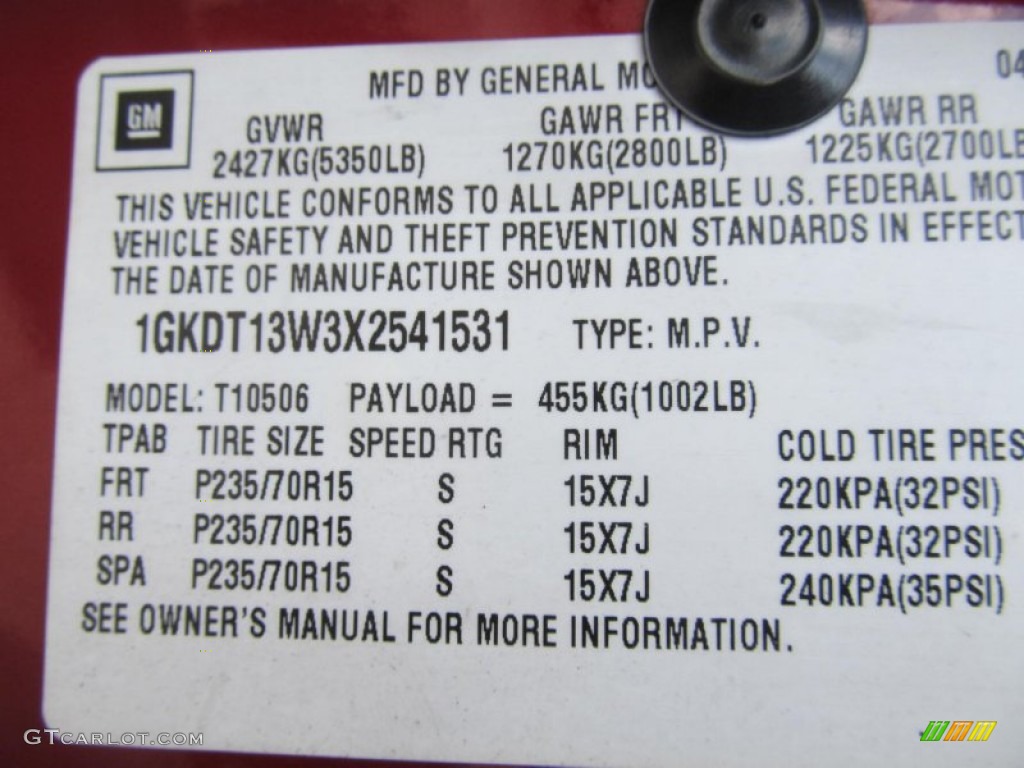 MFD BY GENERAL MO 04
GM
GVWR GAWR FRT GAWR RR
2427KG(5350LB) 1270KG(2800LB) 1225KG(2700LB
THIS VEHICLE CONFORMS TO ALL APPLICABLE U.S. FEDERAL MOT
VEHICLE SAFETY AND THEFT PREVENTION STANDARDS IN EFFECT
THE DATE OF MANUFACTURE SHOWN ABOVE.
1GKDT13W3X2541531 TYPE: M.P.V.
MODEL: T10506 PAYLOAD = 455KG(1002LB)
TPAB TIRE SIZE SPEED RTG RIM COLD TIRE PRES
FRT P235/70R15 S 15X7J 220KPA(32PSI)
RR P235/70R15 S 15X7J 220KPA(32PSI)
SPA P235/70R15 S 15X7J 240KPA(35PSI)
SEE OWNER'S MANUAL FOR MORE INFORMATION.
GTCARLOT.COM